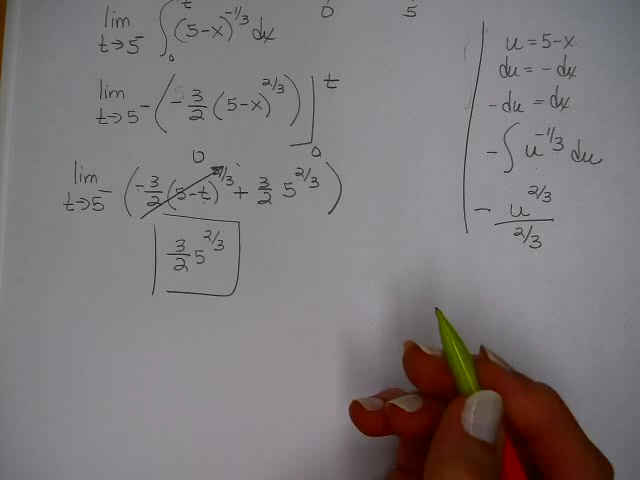 lim t→5⁻ ∫₀ᵗ (5-x)^-1/3 dx
0 5
lim t→5⁻ (-3/2 (5-x)^2/3) ]₀ᵗ
0
lim t→5⁻ (-3/2 (5-t)^2/3 + 3/2 5^2/3)
3/2 5^2/3
u = 5-x
du = -dx
-du = dx
-∫ u^-1/3 du
- u^2/3 / 2/3